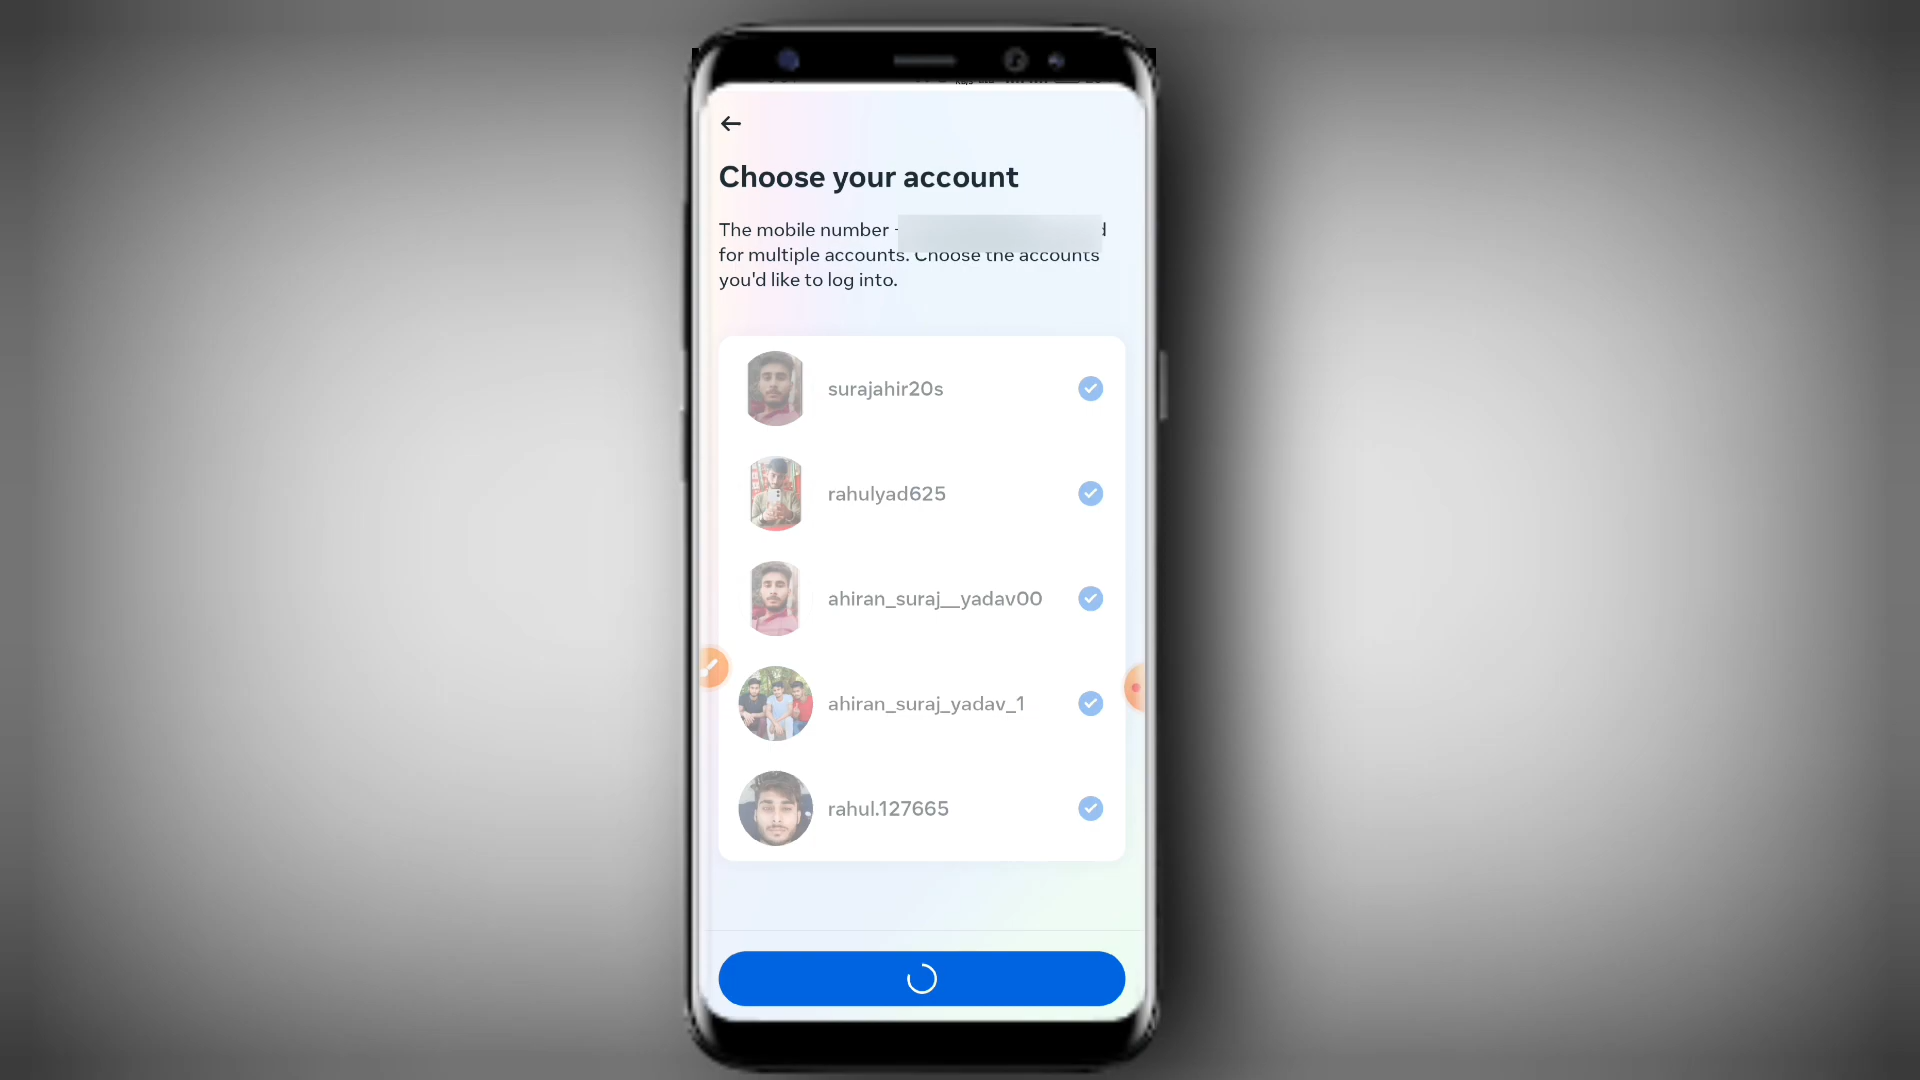 Choose your account
The mobile number
for multiple accounts. Choose the accounts
you'd like to log into.
surajahir20s
rahulyad625
ahiran_suraj__yadav00
ahiran_suraj_yadav_1
rahul.127665